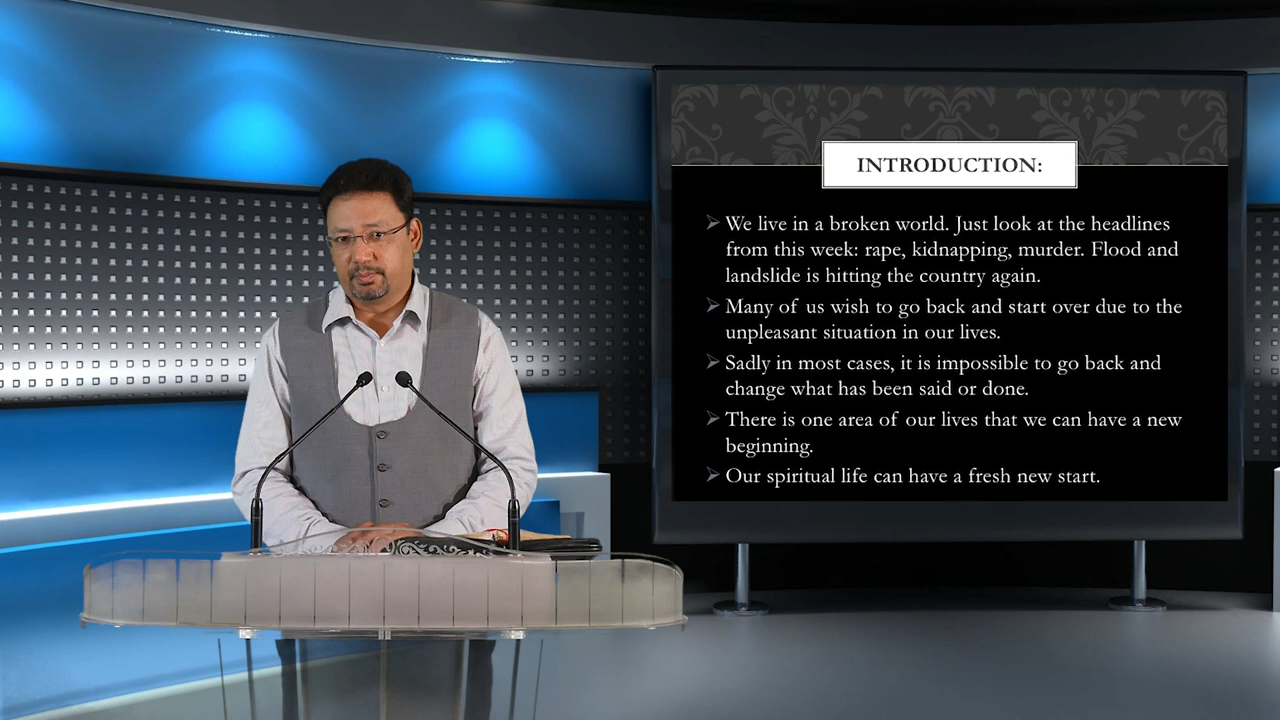 INTRODUCTION:
We live in a broken world. Just look at the headlines
from this week: rape, kidnapping, murder. Flood and
landslide is hitting the country again.
Many of us wish to go back and start over due to the
unpleasant situation in our lives.
Sadly in most cases, it is impossible to go back and
change what has been said or done.
There is one area of our lives that we can have a new
beginning.
Our spiritual life can have a fresh new start.